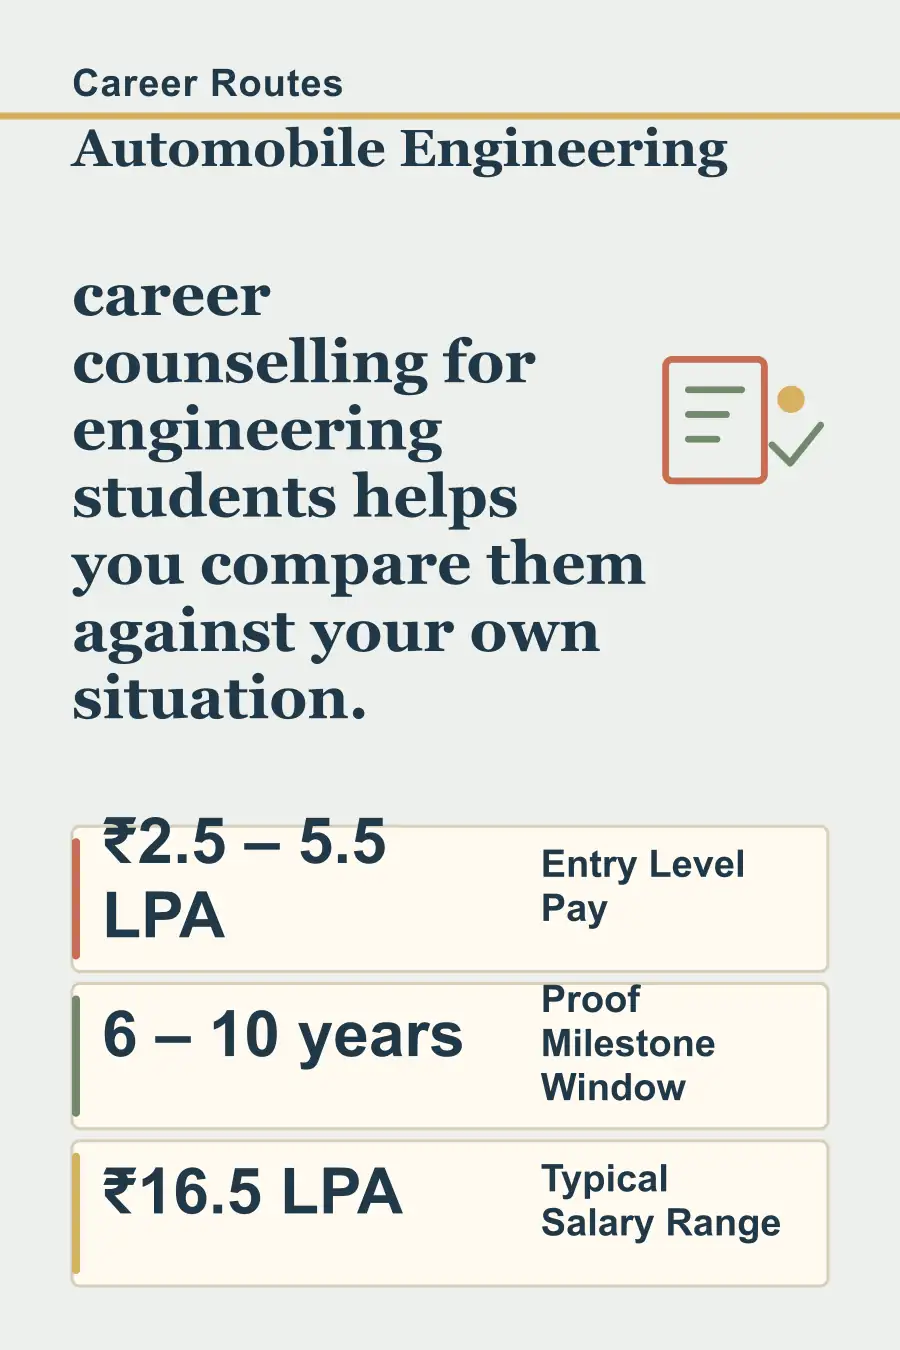 Career Routes
Automobile Engineering
career
counselling for
engineering
students helps
you compare them
against your own
situation.
₹2.5 – 5.5
LPA
Entry Level
Pay
6 – 10 years
Proof
Milestone
Window
₹16.5 LPA
Typical
Salary Range